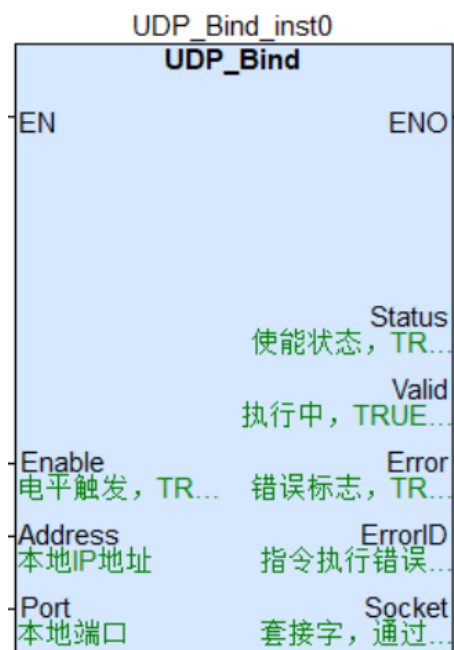 UDP_Bind_inst0
UDP_Bind
EN ENO
Status
使能状态，TR...
Valid
执行中，TRUE...
Enable Error
电平触发，TR... 错误标志，TR...
Address ErrorID
本地IP地址 指令执行错误...
Port Socket
本地端口 套接字，通过...